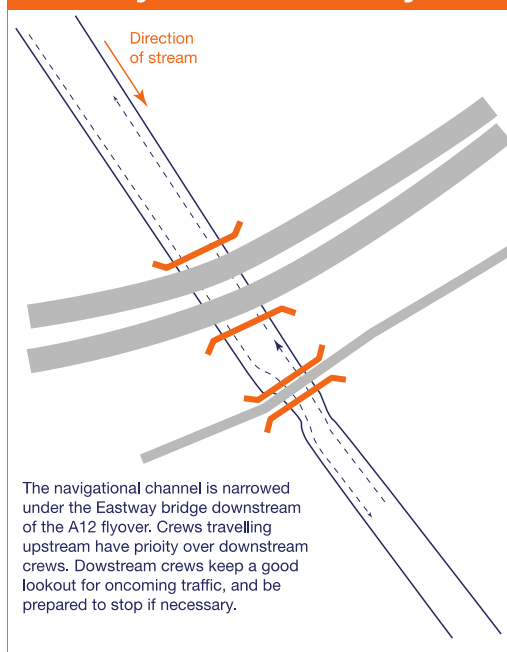 Direction
of stream
The navigational channel is narrowed
under the Eastway bridge downstream
of the A12 flyover. Crews travelling
upstream have prioity over downstream
crews. Dowstream crews keep a good
lookout for oncoming traffic, and be
prepared to stop if necessary.